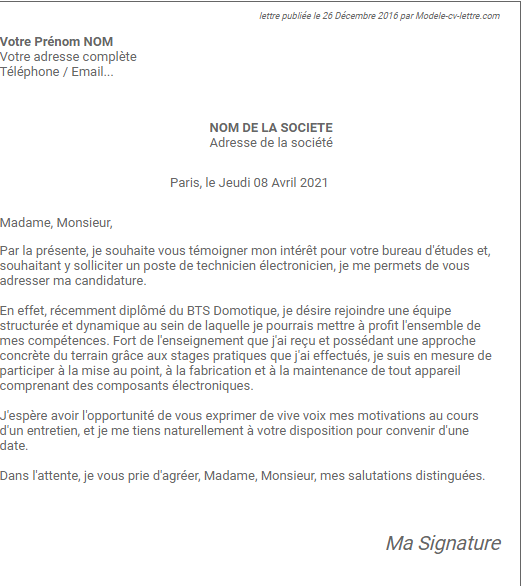 lettre publiée le 26 Décembre 2016 par Modele-cv-lettre.com
Votre Prénom NOM
Votre adresse complète
Téléphone / Email...
NOM DE LA SOCIETE
Adresse de la société
Paris, le Jeudi 08 Avril 2021
Madame, Monsieur,
Par la présente, je souhaite vous témoigner mon intérêt pour votre bureau d'études et,
souhaitant y solliciter un poste de technicien électronicien, je me permets de vous
adresser ma candidature.
En effet, récemment diplômé du BTS Domotique, je désire rejoindre une équipe
structurée et dynamique au sein de laquelle je pourrais mettre à profit l'ensemble de
mes compétences. Fort de l'enseignement que j'ai reçu et possédant une approche
concrète du terrain grâce aux stages pratiques que j'ai effectués, je suis en mesure de
participer à la mise au point, à la fabrication et à la maintenance de tout appareil
comprenant des composants électroniques.
J'espère avoir l'opportunité de vous exprimer de vive voix mes motivations au cours
d'un entretien, et je me tiens naturellement à votre disposition pour convenir d'une
date.
Dans l'attente, je vous prie d'agréer, Madame, Monsieur, mes salutations distinguées.
Ma Signature